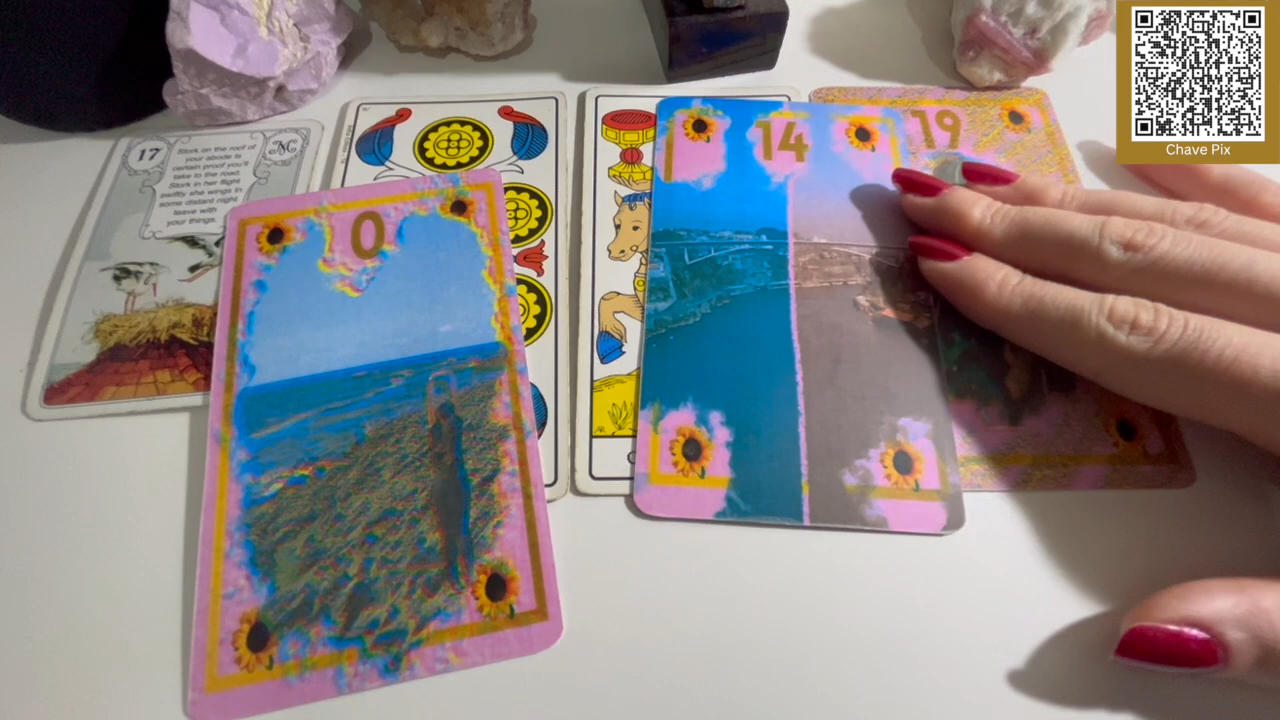 17
Stork on the roof of
your abode is
certain proof you'll
take to the road.
Stork in her flight
swiftly she wings in
some distant night
leave with
your things.
0
14
19
Chave Pix